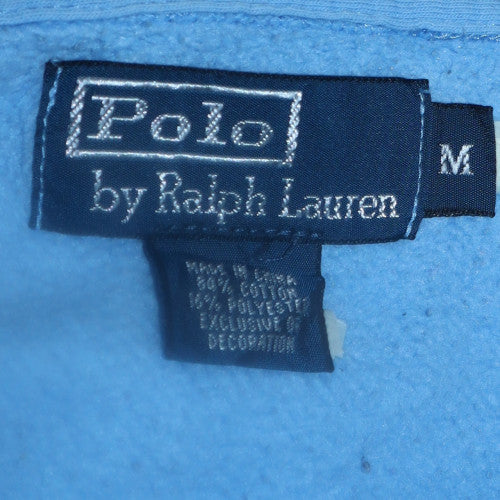 Polo
by Ralph Lauren
M
MADE IN CHINA
84% COTTON
16% POLYESTER
EXCLUSIVE OF
DECORATION